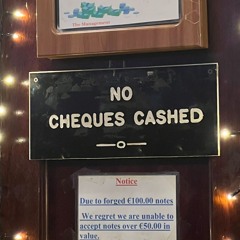 The Management
NO
CHEQUES CASHED
Notice
Due to forged €100.00 notes
We regret we are unable to
accept notes over €50.00 in
value.